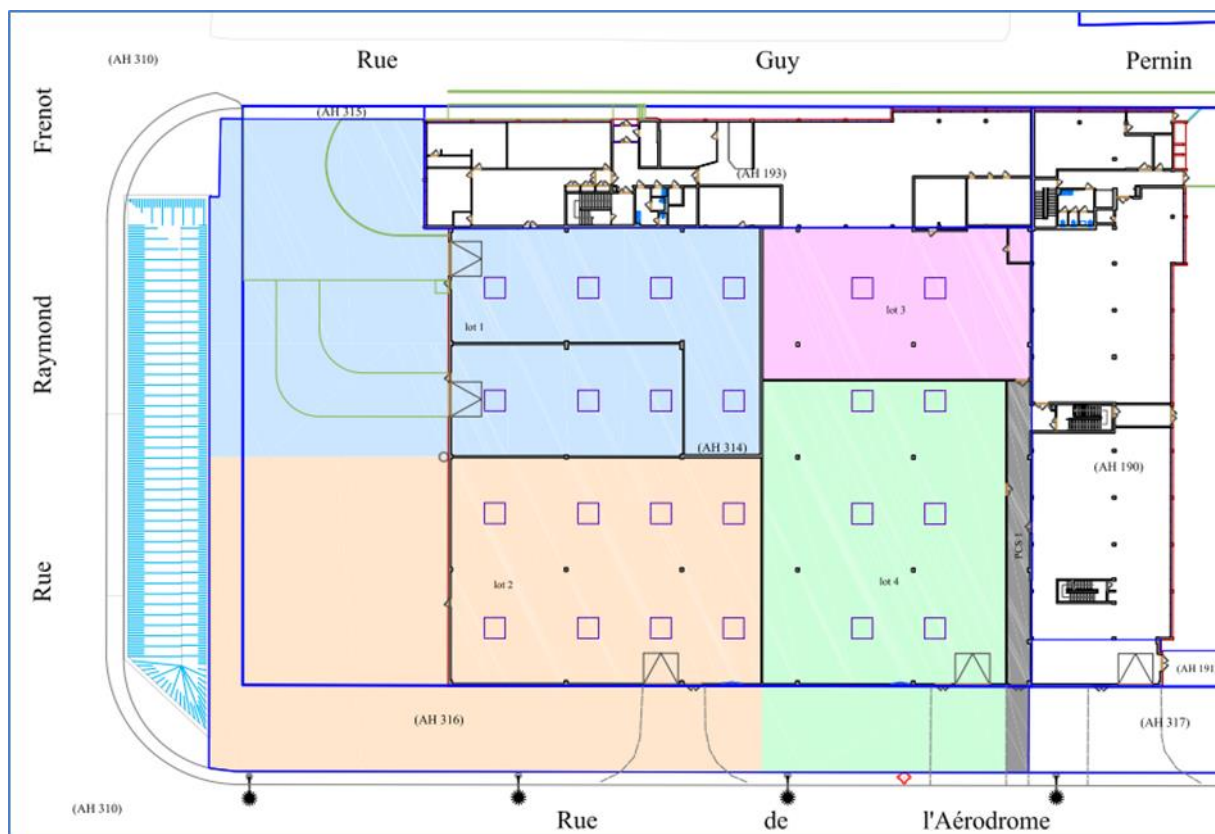 (AH 310)
Rue Guy Pernin
Frenot
(AH 315)
(AH 193)
Raymond
lot 1
lot 3
(AH 314)
(AH 190)
PCS 1
Rue
lot 2
lot 4
(AH 191
(AH 316)
(AH 317)
(AH 310)
Rue de l'Aérodrome